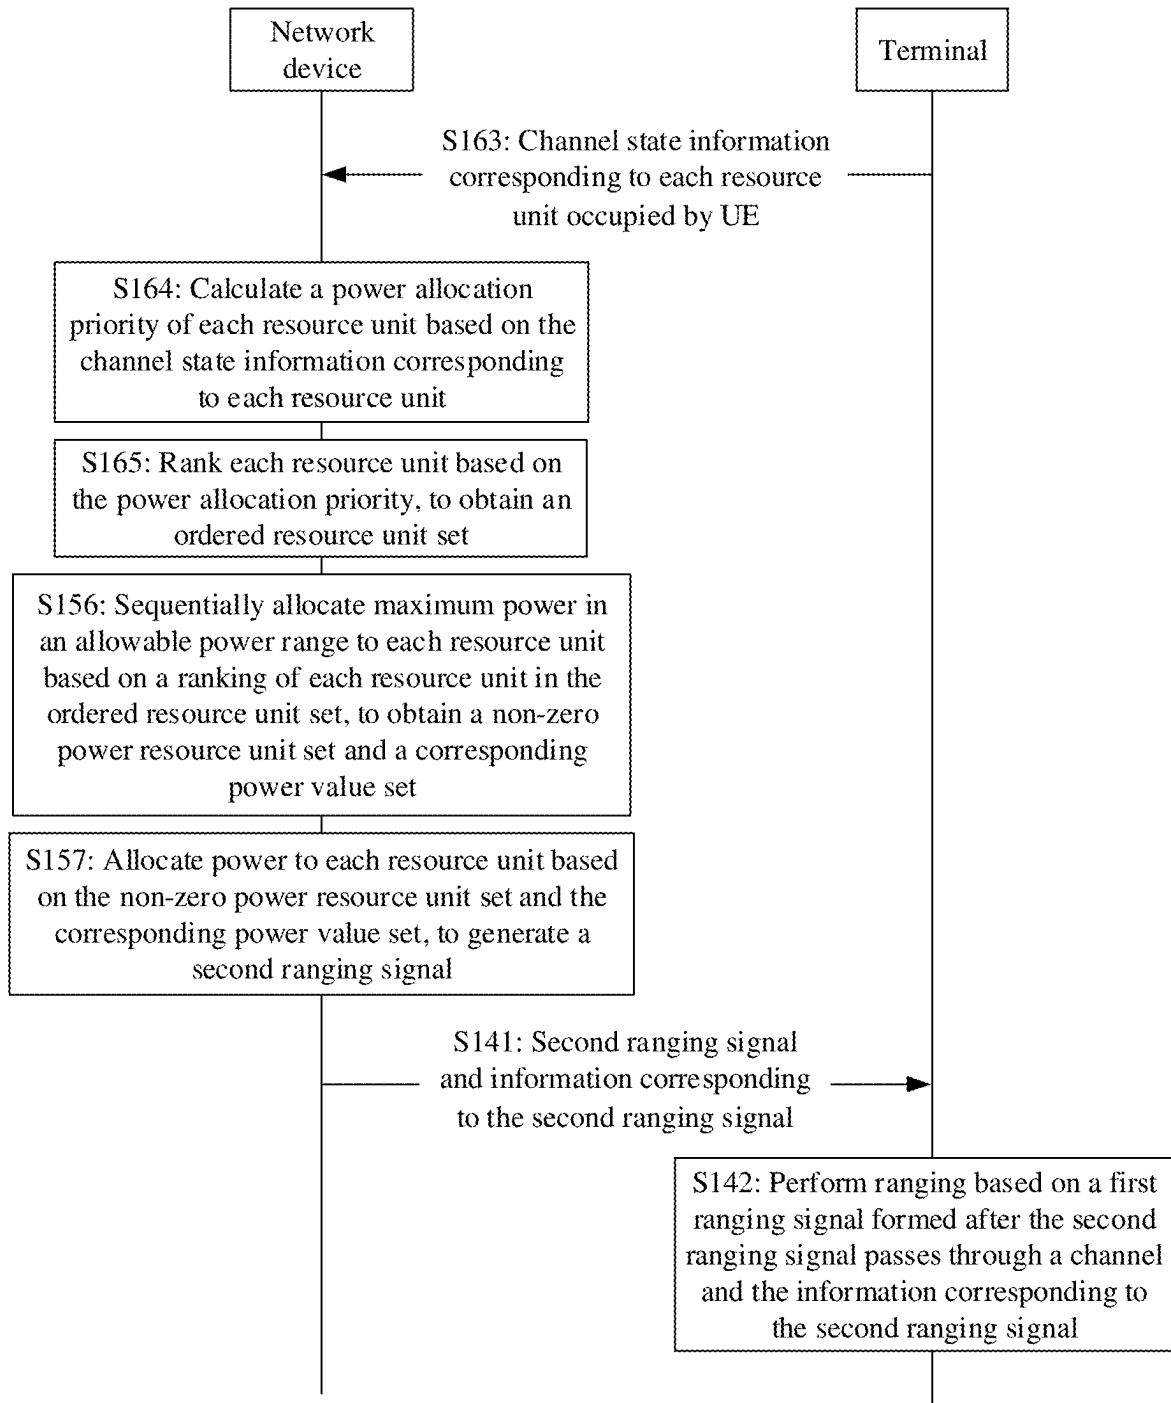 Network
device
Terminal
S163: Channel state information
corresponding to each resource
unit occupied by UE
S164: Calculate a power allocation
priority of each resource unit based on the
channel state information corresponding
to each resource unit
S165: Rank each resource unit based on
the power allocation priority, to obtain an
ordered resource unit set
S156: Sequentially allocate maximum power in
an allowable power range to each resource unit
based on a ranking of each resource unit in the
ordered resource unit set, to obtain a non-zero
power resource unit set and a corresponding
power value set
S157: Allocate power to each resource unit based
on the non-zero power resource unit set and the
corresponding power value set, to generate a
second ranging signal
S141: Second ranging signal
and information corresponding
to the second ranging signal
S142: Perform ranging based on a first
ranging signal formed after the second
ranging signal passes through a channel
and the information corresponding to
the second ranging signal